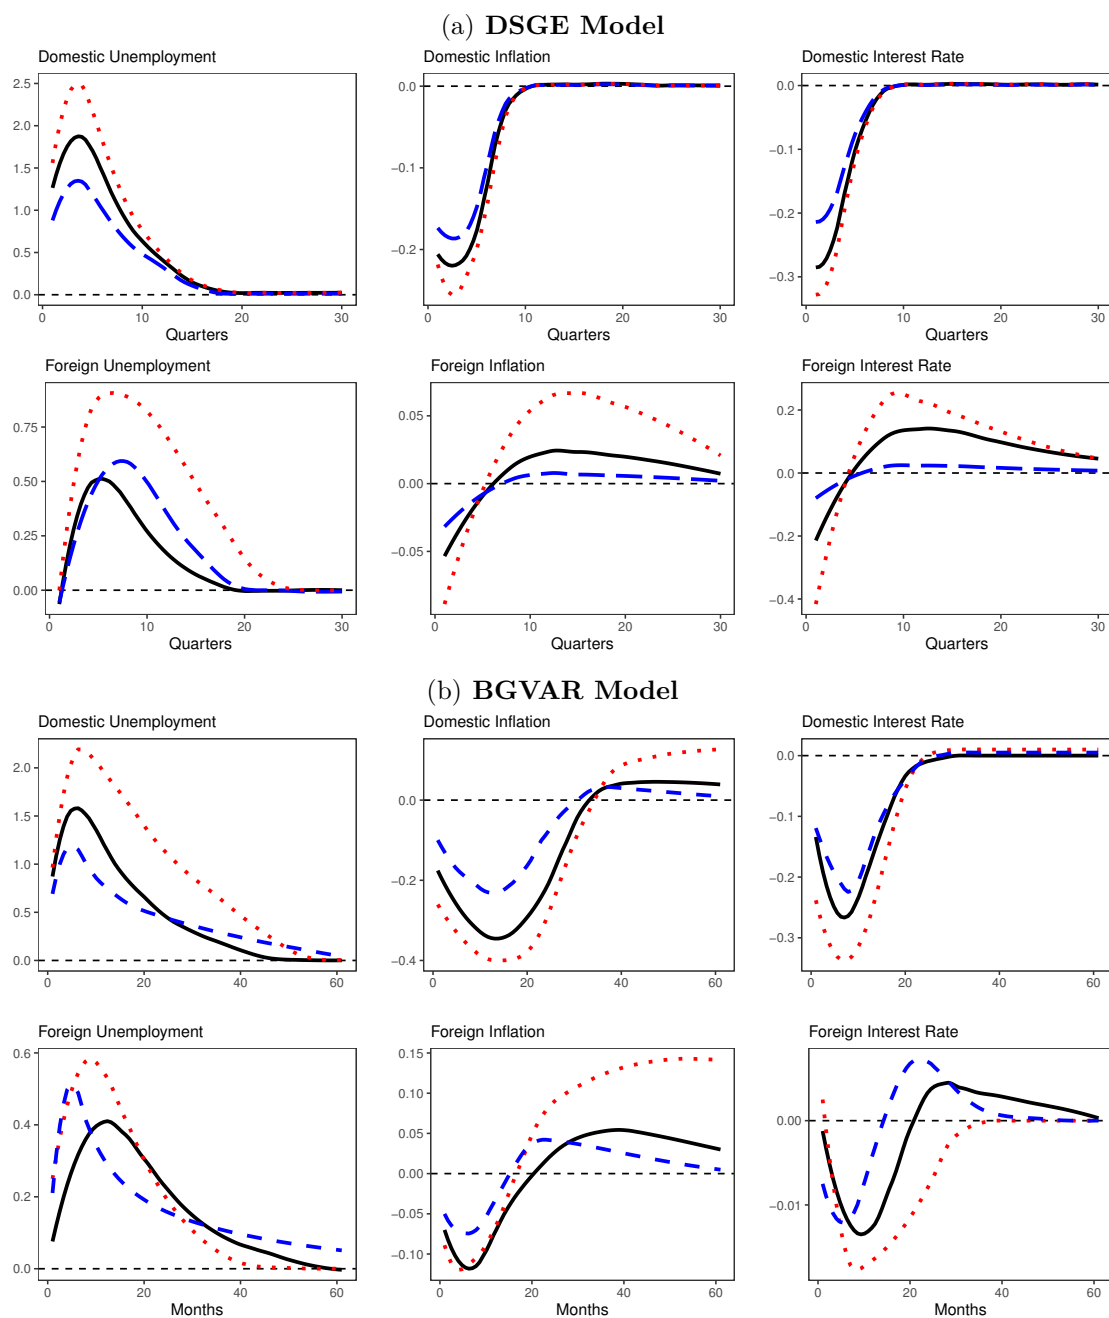 (a) DSGE Model
Domestic Unemployment
2.5
2.0
1.5
1.0
0.5
0.0
0 10 20 30
Quarters
Domestic Inflation
0.0
−0.1
−0.2
0 10 20 30
Quarters
Domestic Interest Rate
0.0
−0.1
−0.2
−0.3
0 10 20 30
Quarters
Foreign Unemployment
0.75
0.50
0.25
0.00
0 10 20 30
Quarters
Foreign Inflation
0.05
0.00
−0.05
0 10 20 30
Quarters
Foreign Interest Rate
0.2
0.0
−0.2
−0.4
0 10 20 30
Quarters
(b) BGVAR Model
Domestic Unemployment
2.0
1.5
1.0
0.5
0.0
0 20 40 60
Domestic Inflation
0.0
−0.2
−0.4
0 20 40 60
Domestic Interest Rate
0.0
−0.1
−0.2
−0.3
0 20 40 60
Foreign Unemployment
0.6
0.4
0.2
0.0
0 20 40 60
Months
Foreign Inflation
0.15
0.10
0.05
0.00
−0.05
−0.10
0 20 40 60
Months
Foreign Interest Rate
0.00
−0.01
0 20 40 60
Months